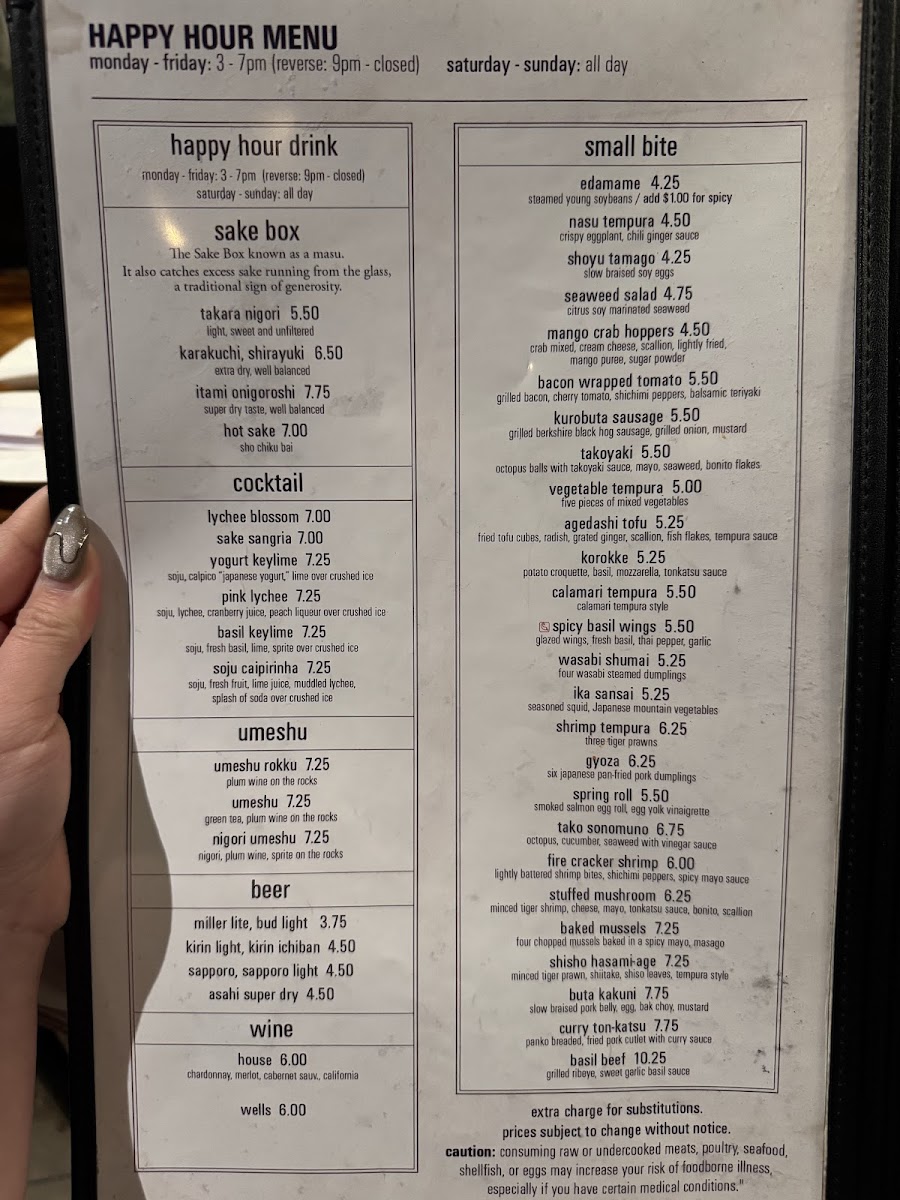 HAPPY HOUR MENU
monday - friday: 3 - 7pm (reverse: 9pm - closed) saturday - sunday: all day
happy hour drink
monday - friday: 3 - 7pm (reverse: 9pm - closed)
saturday - sunday: all day
sake box
The Sake Box known as a masu.
It also catches excess sake running from the glass,
a traditional sign of generosity.
takara nigori 5.50
light, sweet and unfiltered
karakuchi, shirayuki 6.50
extra dry, well balanced
itami onigoroshi 7.75
super dry taste, well balanced
hot sake 7.00
sho chiku bai
cocktail
lychee blossom 7.00
sake sangria 7.00
yogurt keylime 7.25
soju, calpico "japanese yogurt," lime over crushed ice
pink lychee 7.25
soju, lychee, cranberry juice, peach liqueur over crushed ice
basil keylime 7.25
soju, fresh basil, lime, sprite over crushed ice
soju caipirinha 7.25
soju, fresh fruit, lime juice, muddled lychee,
splash of soda over crushed ice
umeshu
umeshu rokku 7.25
plum wine on the rocks
umeshu 7.25
green tea, plum wine on the rocks
nigori umeshu 7.25
nigori, plum wine, sprite on the rocks
beer
miller lite, bud light 3.75
kirin light, kirin ichiban 4.50
sapporo, sapporo light 4.50
asahi super dry 4.50
wine
house 6.00
chardonnay, merlot, cabernet sauv., california
wells 6.00
small bite
edamame 4.25
steamed young soybeans / add $1.00 for spicy
nasu tempura 4.50
crispy eggplant, chili ginger sauce
shoyu tamago 4.25
slow braised soy eggs
seaweed salad 4.75
citrus soy marinated seaweed
mango crab hoppers 4.50
crab mixed, cream cheese, scallion, lightly fried,
mango puree, sugar powder
bacon wrapped tomato 5.50
grilled bacon, cherry tomato, shichimi peppers, balsamic teriyaki
kurobuta sausage 5.50
grilled berkshire black hog sausage, grilled onion, mustard
takoyaki 5.50
octopus balls with takoyaki sauce, mayo, seaweed, bonito flakes
vegetable tempura 5.00
five pieces of mixed vegetables
agedashi tofu 5.25
fried tofu cubes, radish, grated ginger, scallion, fish flakes, tempura sauce
korokke 5.25
potato croquette, basil, mozzarella, tonkatsu sauce
calamari tempura 5.50
calamari tempura style
spicy basil wings 5.50
glazed wings, fresh basil, thai pepper, garlic
wasabi shumai 5.25
four wasabi steamed dumplings
ika sansai 5.25
seasoned squid, Japanese mountain vegetables
shrimp tempura 6.25
three tiger prawns
gyoza 6.25
six japanese pan-fried pork dumplings
spring roll 5.50
smoked salmon egg roll, egg yolk vinaigrette
tako sonomuno 6.75
octopus, cucumber, seaweed with vinegar sauce
fire cracker shrimp 6.00
lightly battered shrimp bites, shichimi peppers, spicy mayo sauce
stuffed mushroom 6.25
minced tiger shrimp, cheese, mayo, tonkatsu sauce, bonito, scallion
baked mussels 7.25
four chopped mussels baked in a spicy mayo, masago
shisho hasami-age 7.25
minced tiger prawn, shiitake, shiso leaves, tempura style
buta kakuni 7.75
slow braised pork belly, egg, bak choy, mustard
curry ton-katsu 7.75
panko breaded, fried pork cutlet with curry sauce
basil beef 10.25
grilled ribeye, sweet garlic basil sauce
extra charge for substitutions.
prices subject to change without notice.
caution: consuming raw or undercooked meats, poultry, seafood,
shellfish, or eggs may increase your risk of foodborne illness,
especially if you have certain medical conditions."